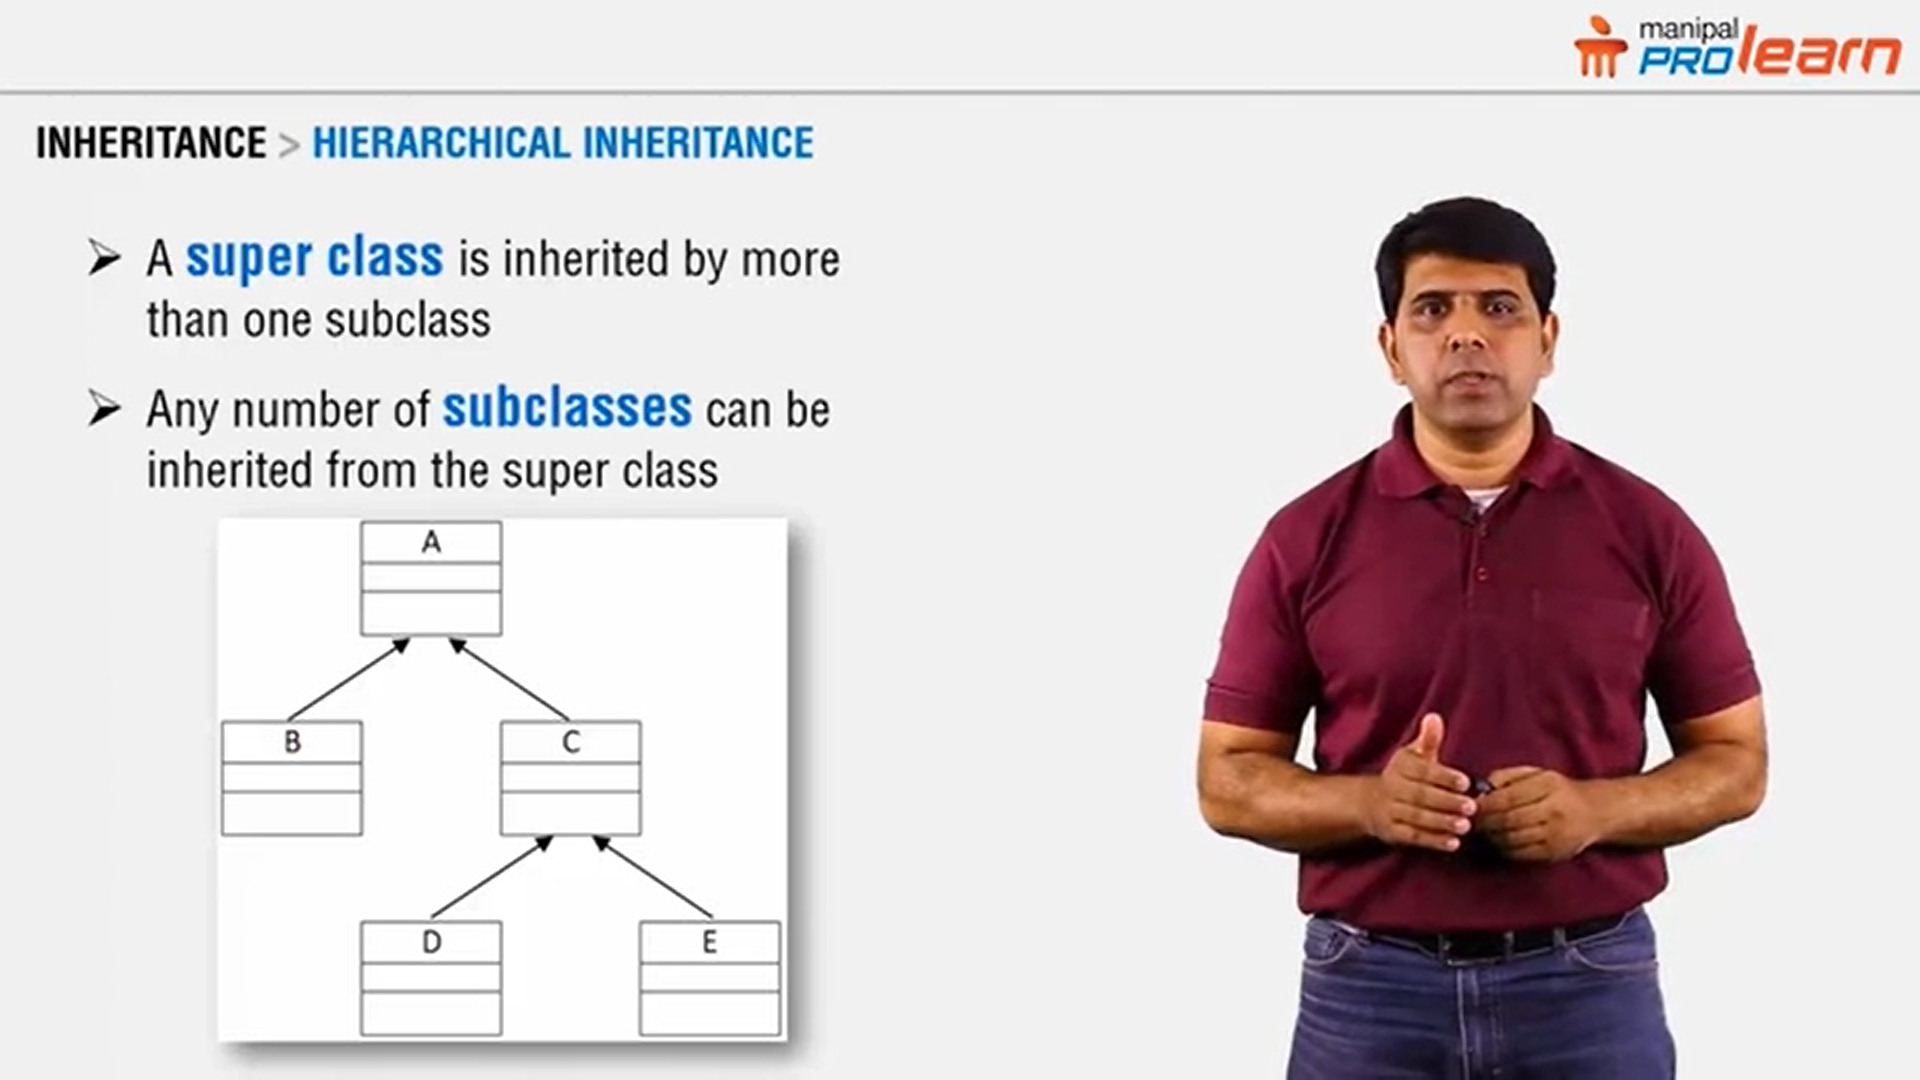 manipal
PROlearn
INHERITANCE > HIERARCHICAL INHERITANCE
A super class is inherited by more
than one subclass
Any number of subclasses can be
inherited from the super class
A
B
C
D
E